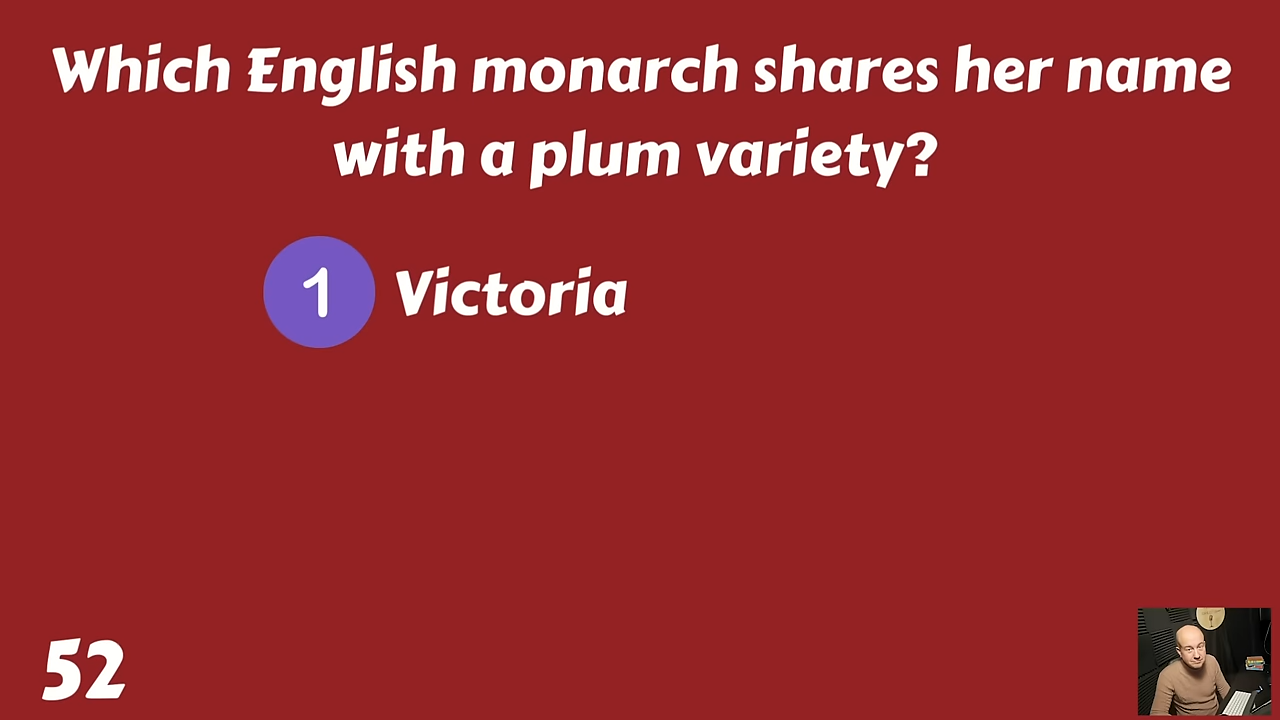 Which English monarch shares her name
with a plum variety?
1 Victoria
52